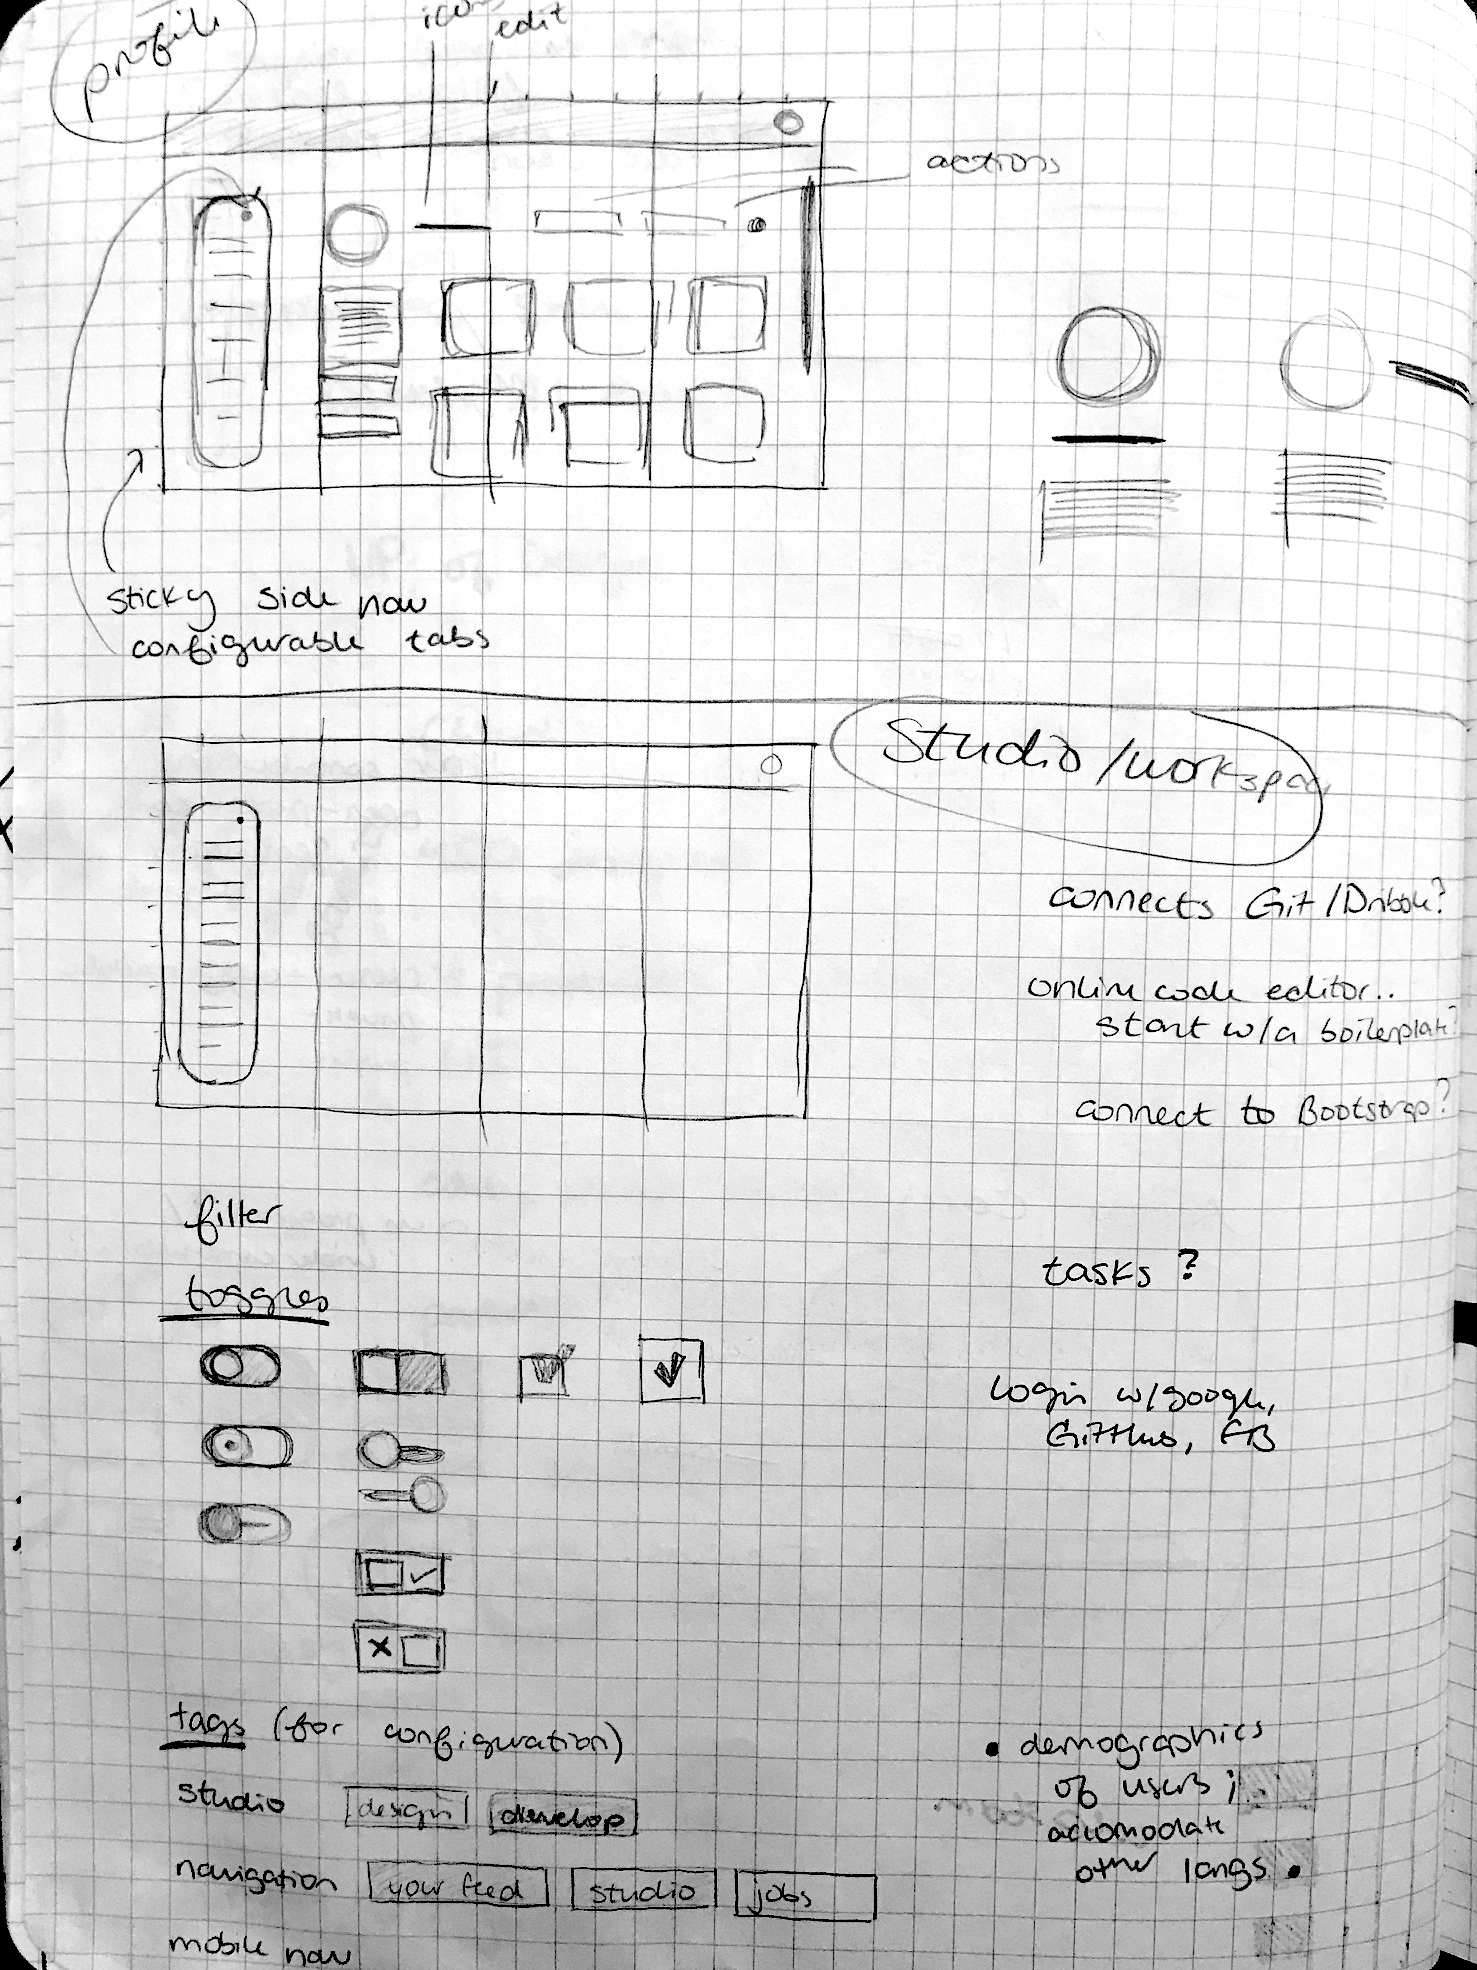 profile
icon
edit
actions
sticky side nav
configurable tabs
Studio/workspace
connects Git/Dribble?
online code editor..
start w/a boilerplate?
connect to Bootstrap?
filter
toggles
tasks?
login w/google,
GitHub, FB
tags (for configuration)
studio design develop
navigation your feed studio jobs
mobile nav
• demographics
of users;
accomodate
other langs •